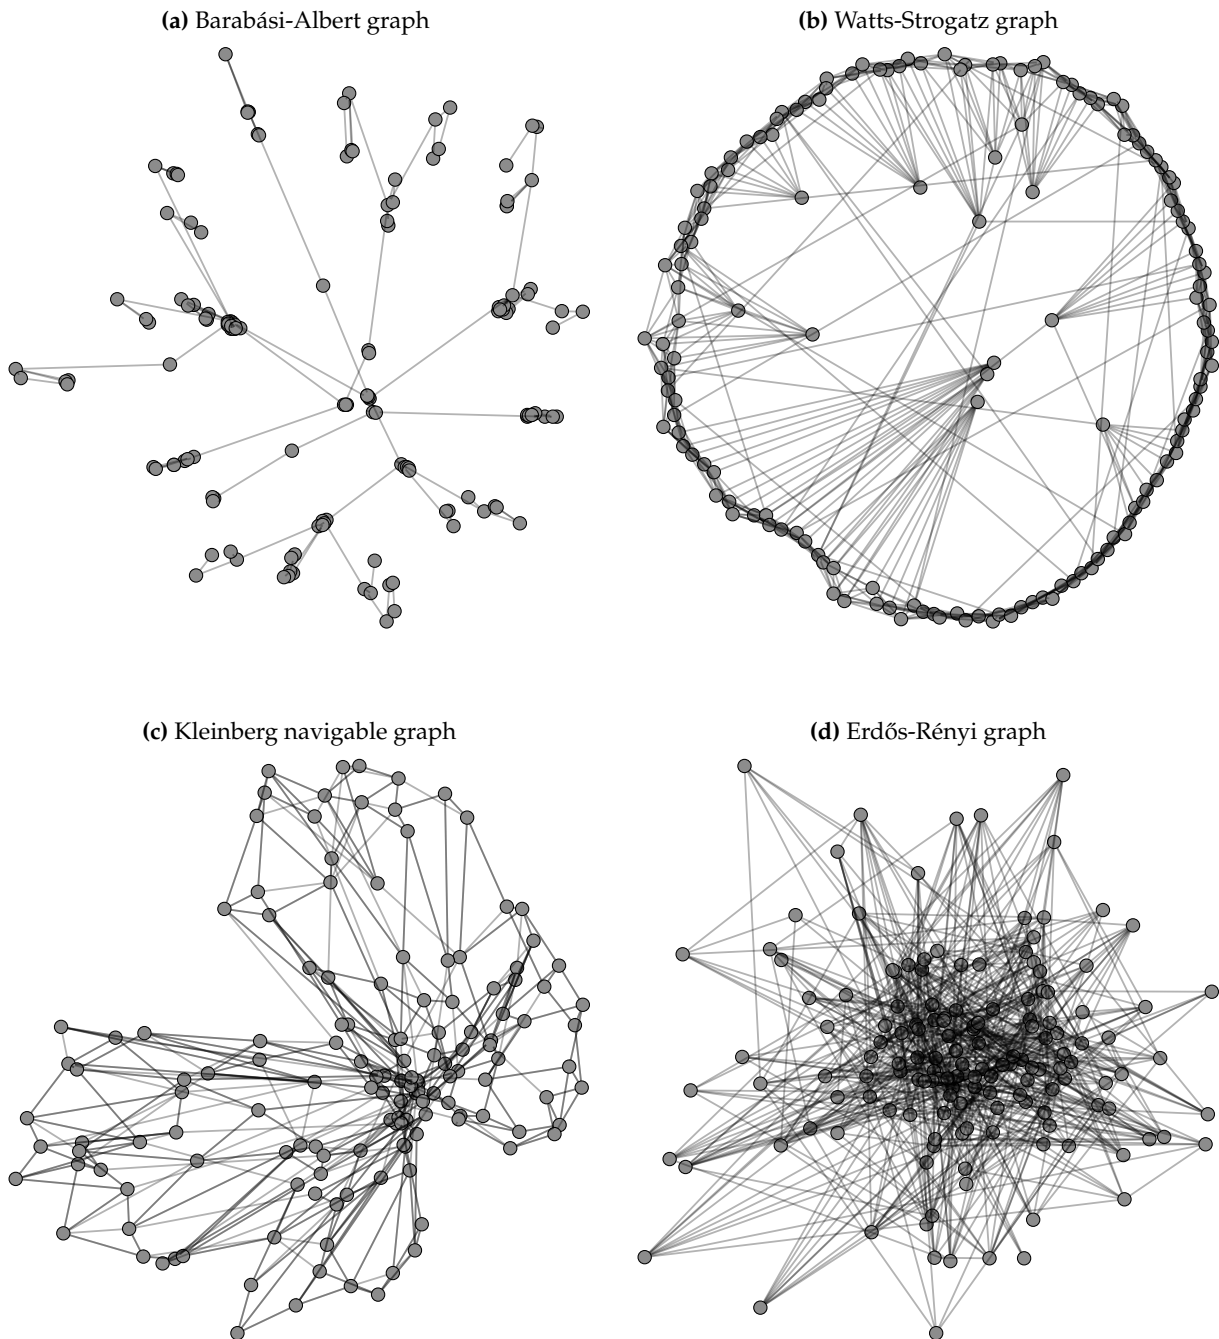 (a) Barabási-Albert graph
(b) Watts-Strogatz graph
(c) Kleinberg navigable graph
(d) Erdős-Rényi graph